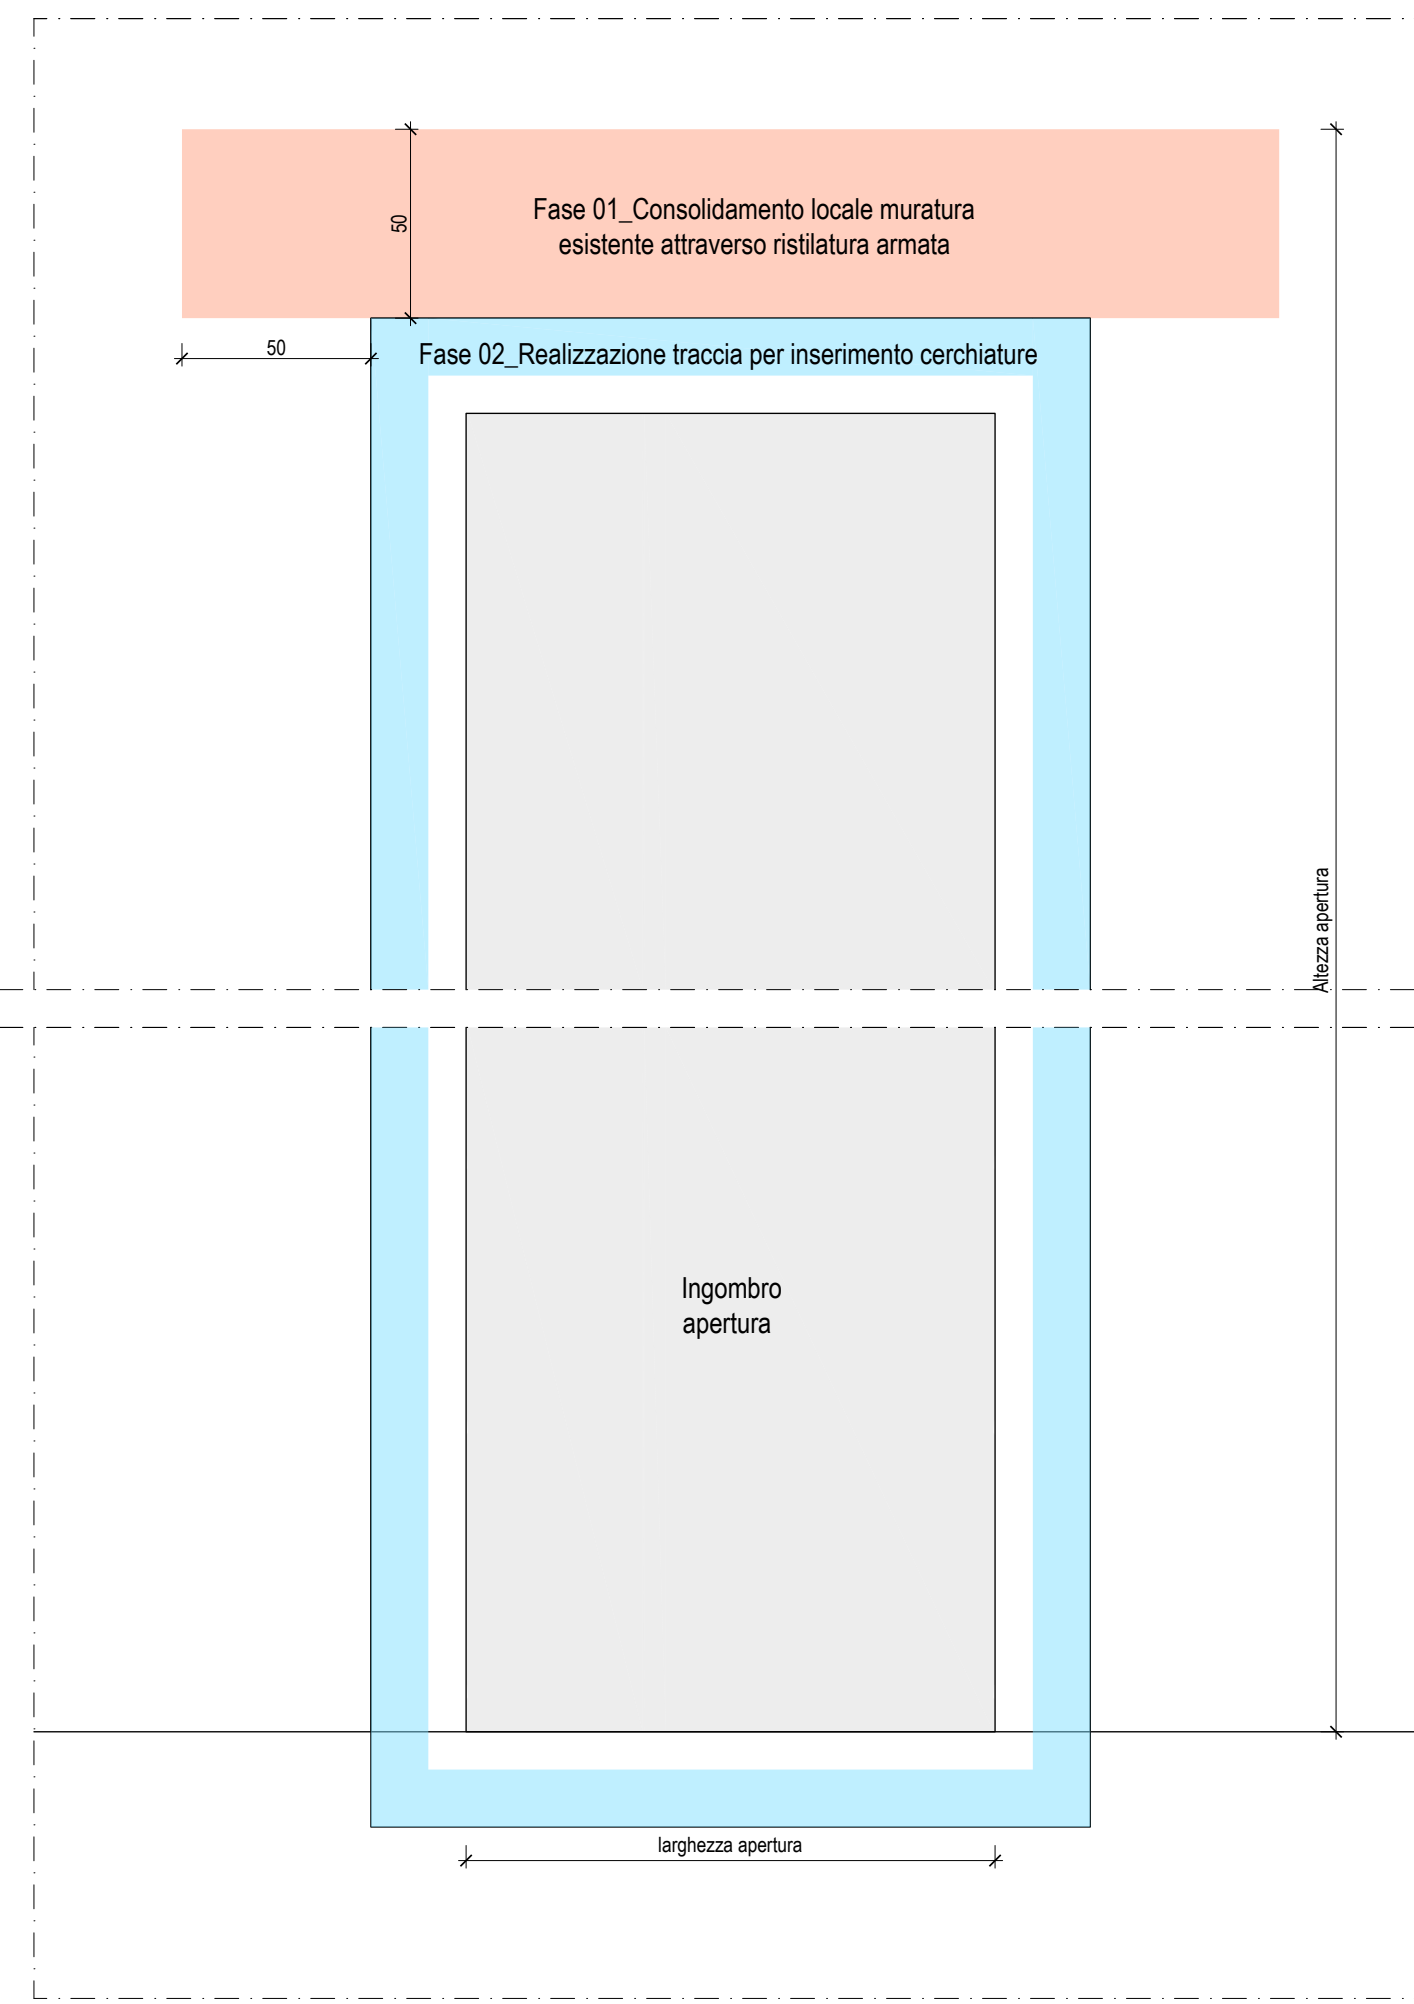 50
Fase 01_Consolidamento locale muratura
esistente attraverso ristilatura armata
50
Fase 02_Realizzazione traccia per inserimento cerchiature
Altezza apertura
Ingombro
apertura
larghezza apertura